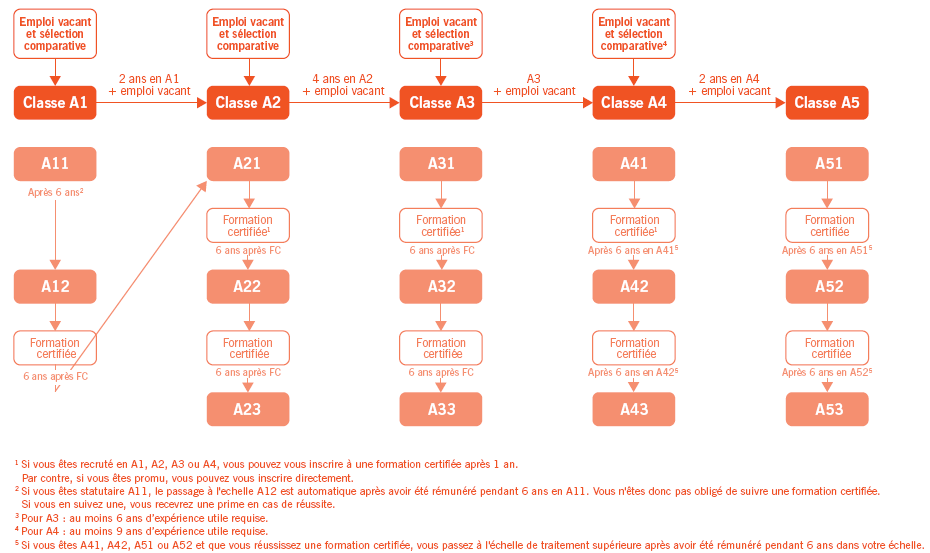 Emploi vacant
et sélection
comparative
Emploi vacant
et sélection
comparative
Emploi vacant
et sélection
comparative³
Emploi vacant
et sélection
comparative⁴
Classe A1
2 ans en A1
+ emploi vacant
Classe A2
4 ans en A2
+ emploi vacant
Classe A3
A3
+ emploi vacant
Classe A4
2 ans en A4
+ emploi vacant
Classe A5
A11
A21
A31
A41
A51
Après 6 ans²
Formation
certifiée¹
Formation
certifiée¹
Formation
certifiée¹
Formation
certifiée
6 ans après FC
6 ans après FC
Après 6 ans en A41⁵
Après 6 ans en A51⁵
A12
A22
A32
A42
A52
Formation
certifiée
Formation
certifiée
Formation
certifiée
Formation
certifiée
Formation
certifiée
6 ans après FC
6 ans après FC
6 ans après FC
Après 6 ans en A42⁵
Après 6 ans en A52⁵
V
A23
A33
A43
A53
¹ Si vous êtes recruté en A1, A2, A3 ou A4, vous pouvez vous inscrire à une formation certifiée après 1 an.
Par contre, si vous êtes promu, vous pouvez vous inscrire directement.
² Si vous êtes statutaire A11, le passage à l'echelle A12 est automatique après avoir été rémunéré pendant 6 ans en A11. Vous n'êtes donc pas obligé de suivre une formation certifiée.
Si vous en suivez une, vous recevrez une prime en cas de réussite.
³ Pour A3 : au moins 6 ans d'expérience utile requise.
⁴ Pour A4 : au moins 9 ans d'expérience utile requise.
⁵ Si vous êtes A41, A42, A51 ou A52 et que vous réussissez une formation certifiée, vous passez à l'échelle de traitement supérieure après avoir été rémunéré pendant 6 ans dans votre échelle.